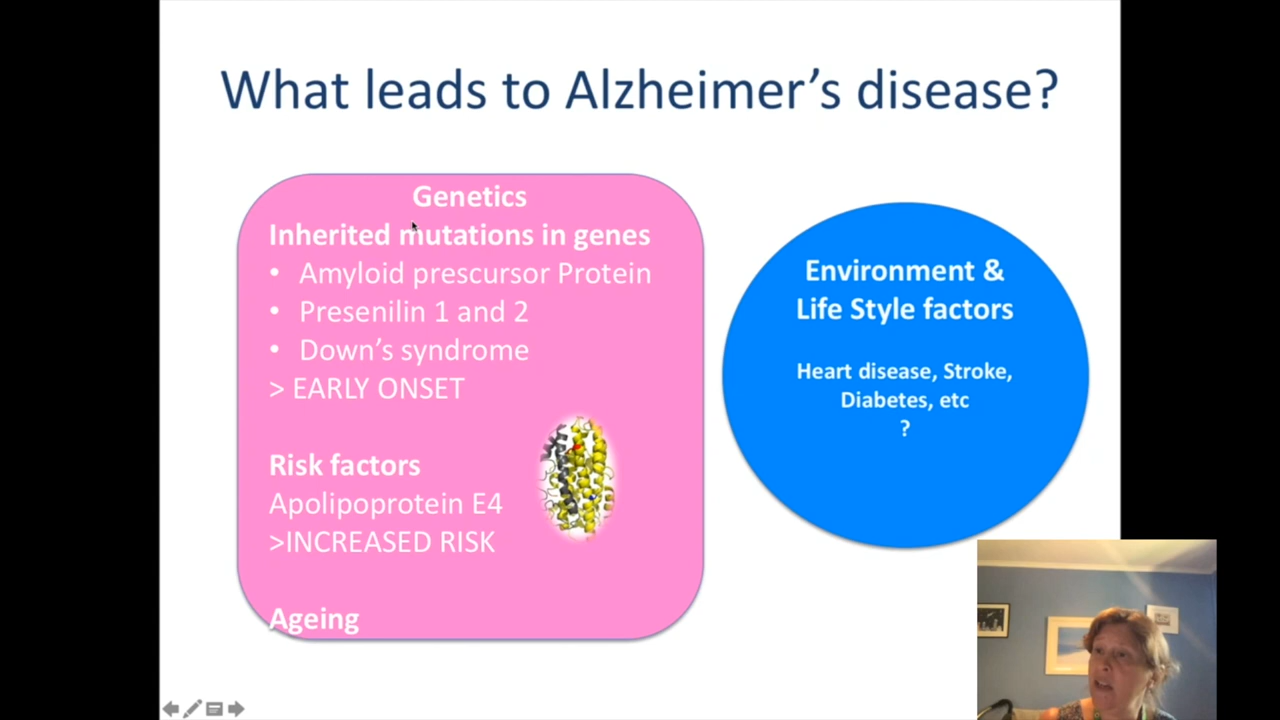 What leads to Alzheimer's disease?
Genetics
Inherited mutations in genes
• Amyloid prescursor Protein
• Presenilin 1 and 2
• Down's syndrome
> EARLY ONSET
Risk factors
Apolipoprotein E4
>INCREASED RISK
Ageing
Environment &
Life Style factors
Heart disease, Stroke,
Diabetes, etc
?